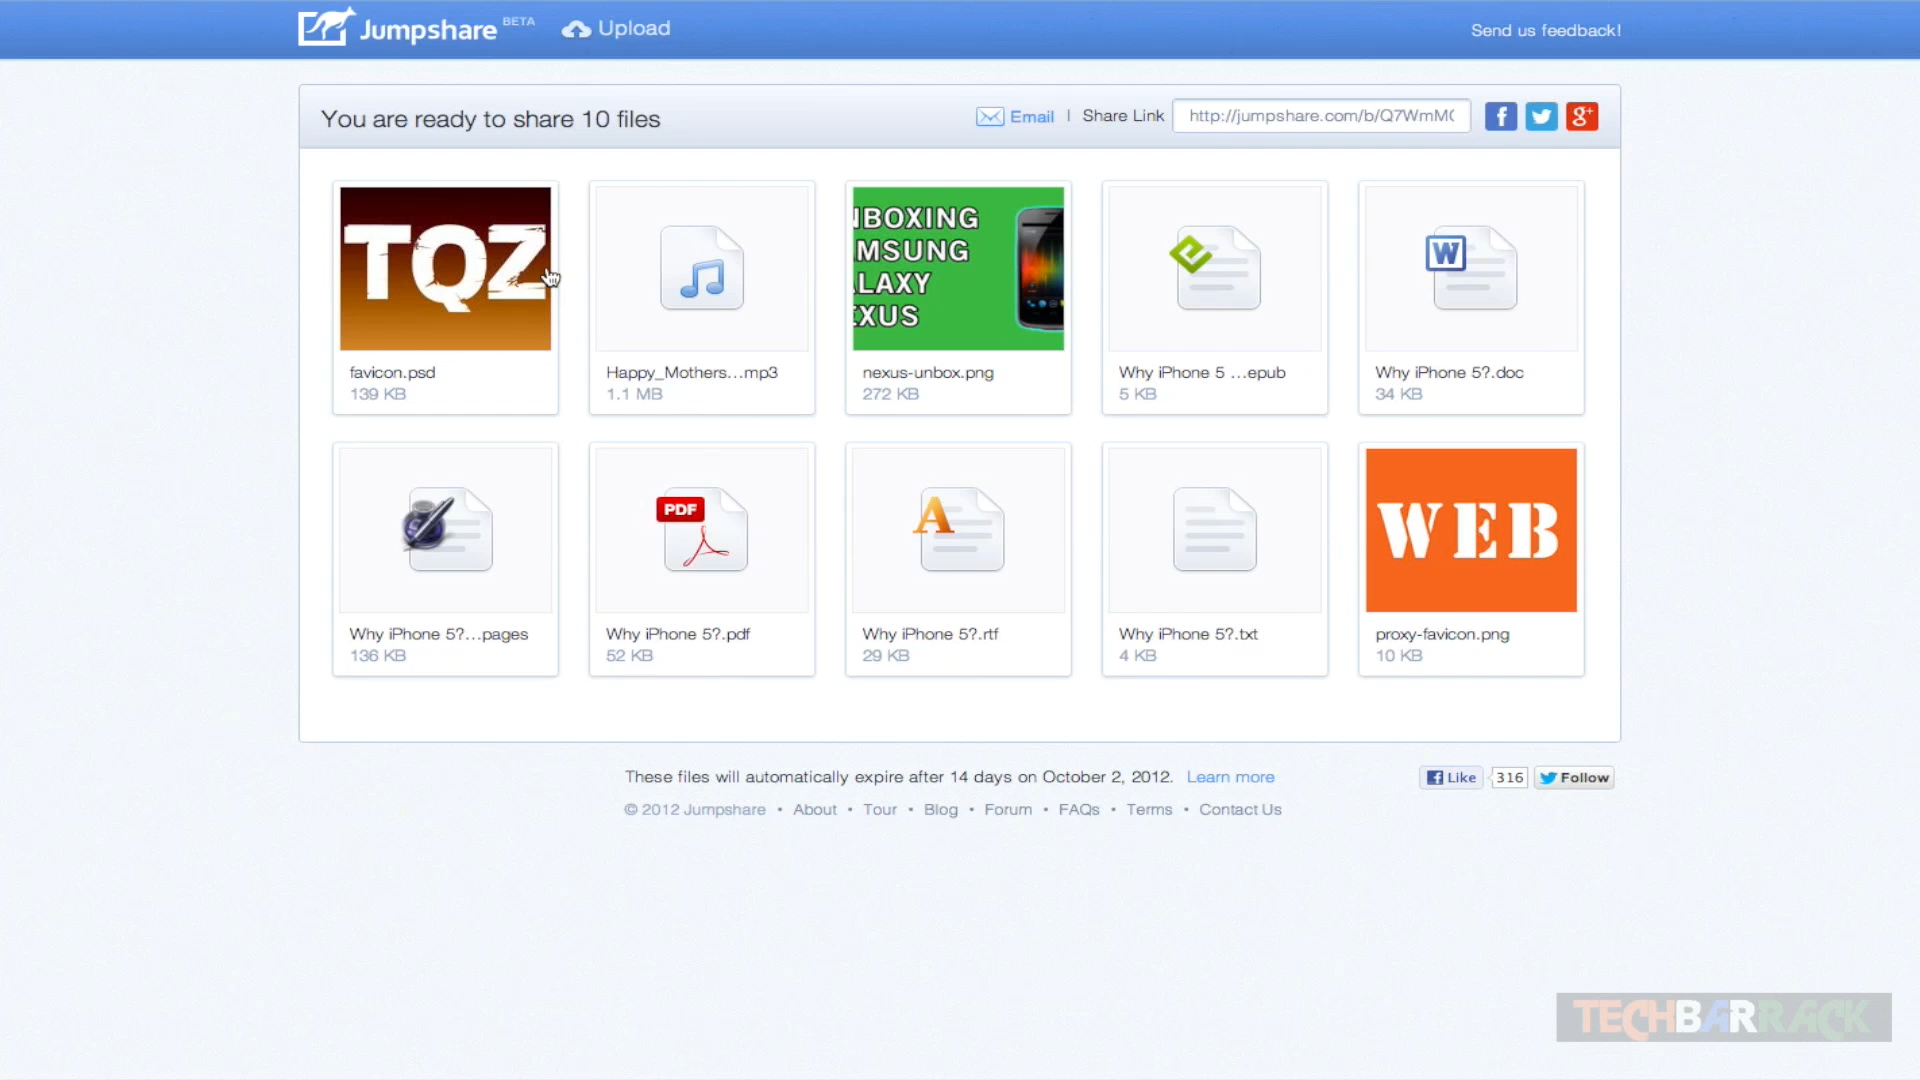 Jumpshare BETA
Upload
Send us feedback!
You are ready to share 10 files
Email | Share Link
http://jumpshare.com/b/Q7WmM
f
g+
TQZ
NBOXING
AMSUNG
ALAXY
EXUS
W
favicon.psd
139 KB
Happy_Mothers...mp3
1.1 MB
nexus-unbox.png
272 KB
Why iPhone 5 ...epub
5 KB
Why iPhone 5?.doc
34 KB
PDF
A
WEB
Why iPhone 5?...pages
136 KB
Why iPhone 5?.pdf
52 KB
Why iPhone 5?.rtf
29 KB
Why iPhone 5?.txt
4 KB
proxy-favicon.png
10 KB
These files will automatically expire after 14 days on October 2, 2012. Learn more
Like 316 Follow
© 2012 Jumpshare • About • Tour • Blog • Forum • FAQs • Terms • Contact Us
TECHBARRACK